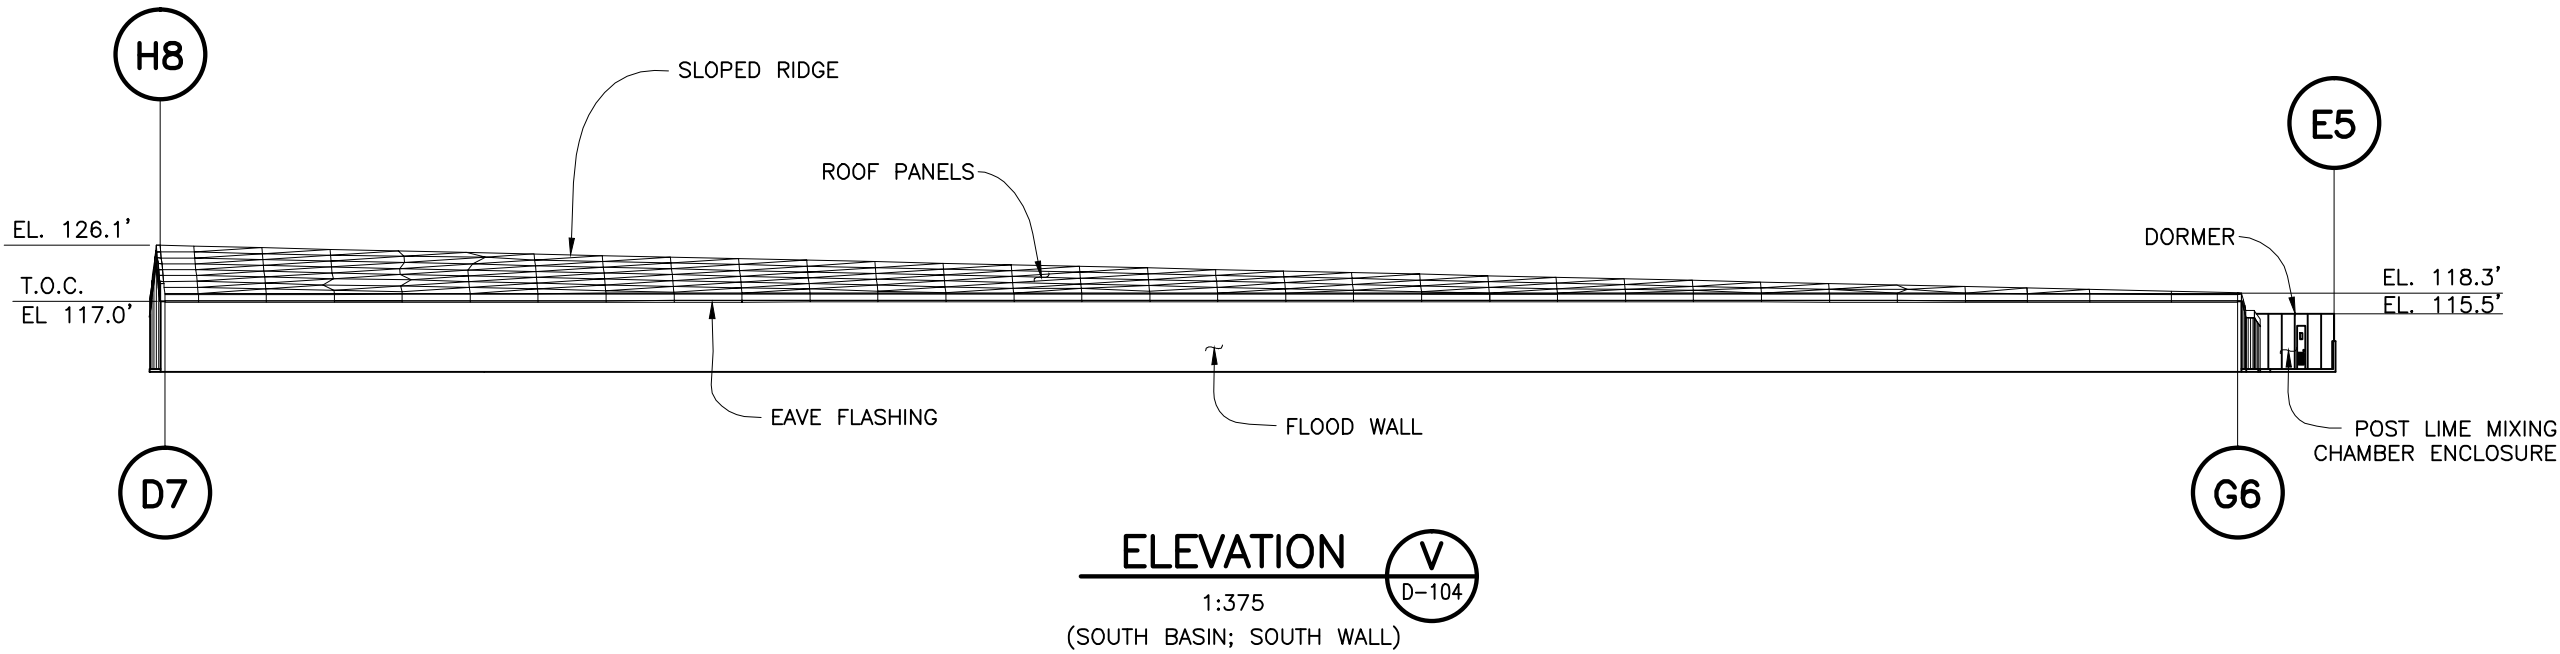 H8
SLOPED RIDGE
E5
ROOF PANELS
EL. 126.1'
DORMER
T.O.C.
EL 117.0'
EL. 118.3'
EL. 115.5'
EAVE FLASHING
FLOOD WALL
POST LIME MIXING
CHAMBER ENCLOSURE
D7
G6
ELEVATION
V
D-104
1:375
(SOUTH BASIN; SOUTH WALL)